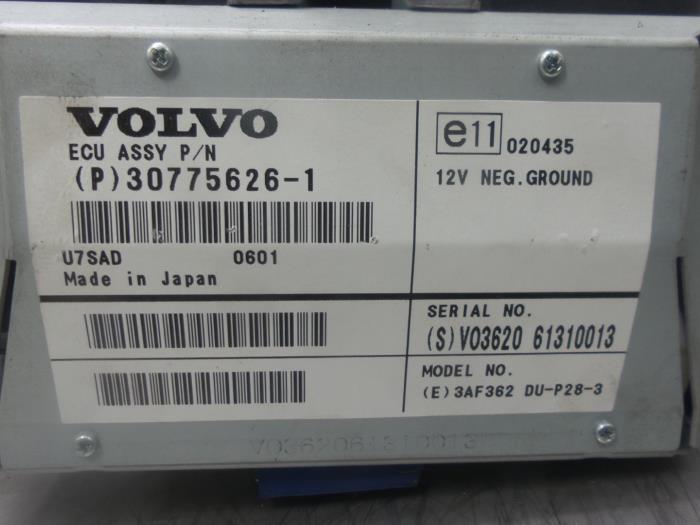 VOLVO
ECU ASSY P/N
(P)30775626-1
U7SAD 0601
Made in Japan
e11 020435
12V NEG.GROUND
SERIAL NO.
(S)VO3620 61310013
MODEL NO.
(E)3AF362 DU-P28-3
VO362061310013